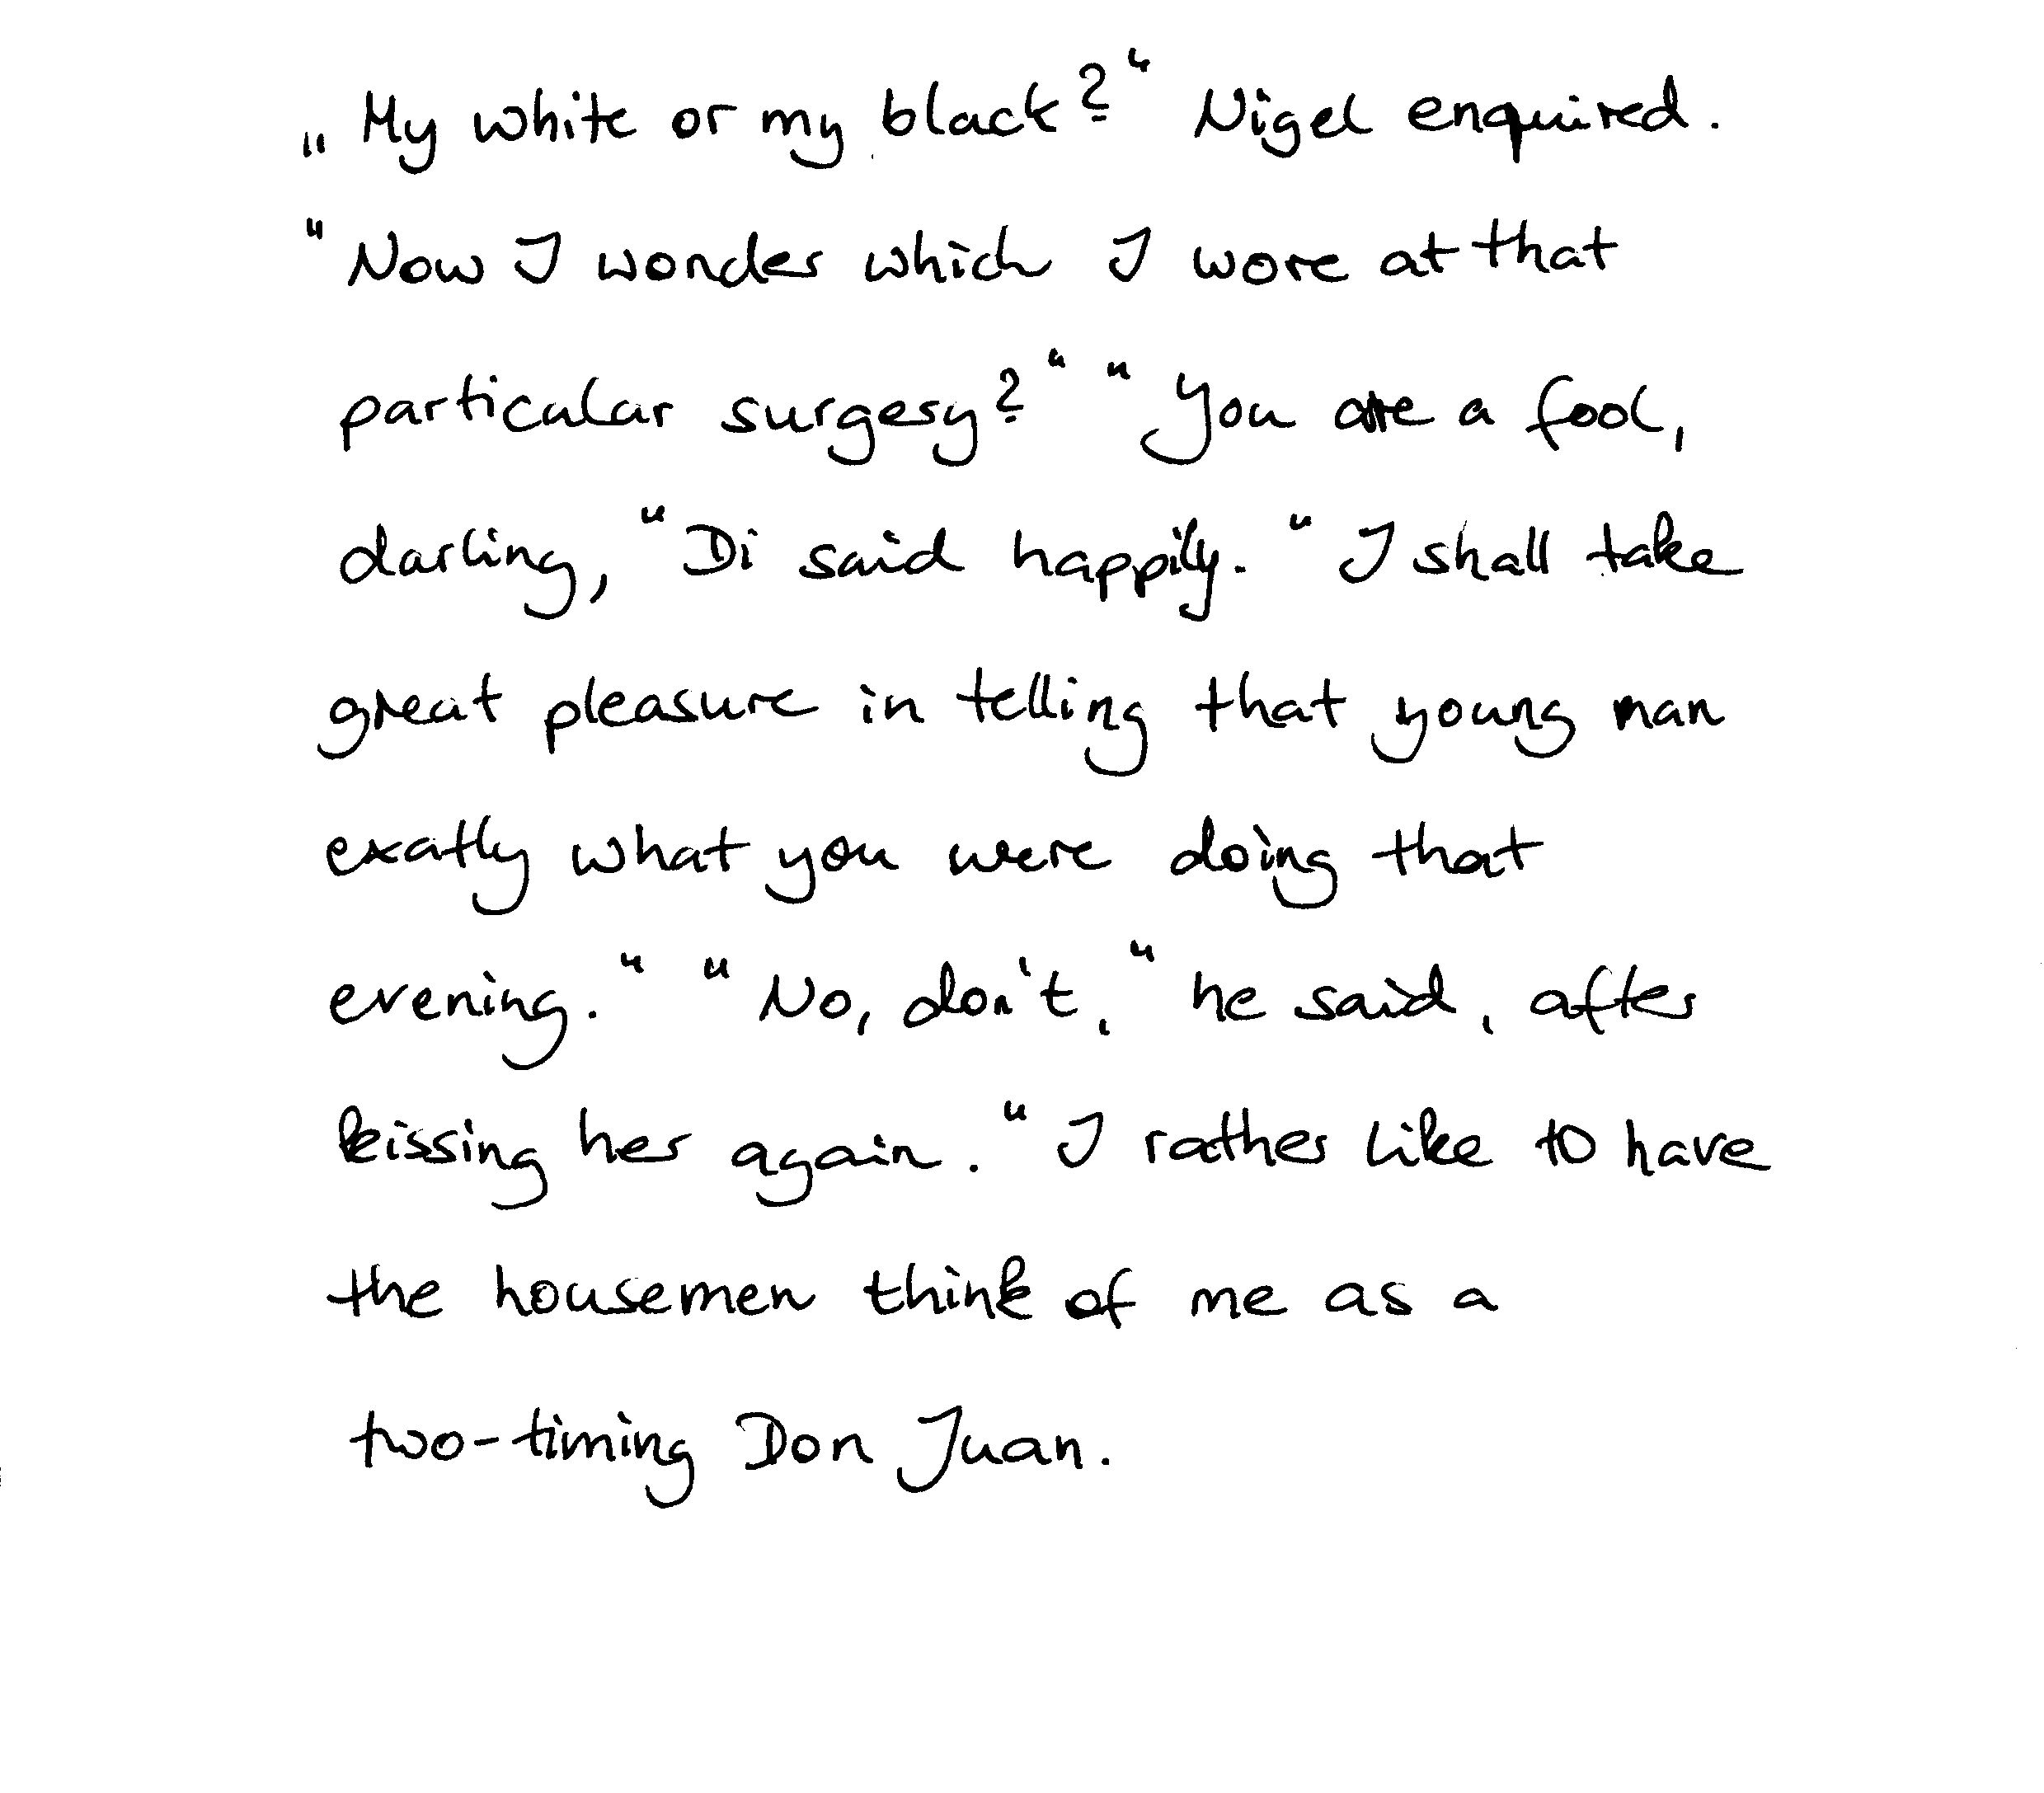 „My white or my black?“ Nigel enquired.
"Now I wonder which I wore at that
particular surgery?“ “You are a fool,
darling,“ Di said happily. “I shall take
great pleasure in telling that young man
exatly what you were doing that
evening.“ “No, don't,“ he said, after
kissing her again. “I rather like to have
the housemen think of me as a
two-timing Don Juan.